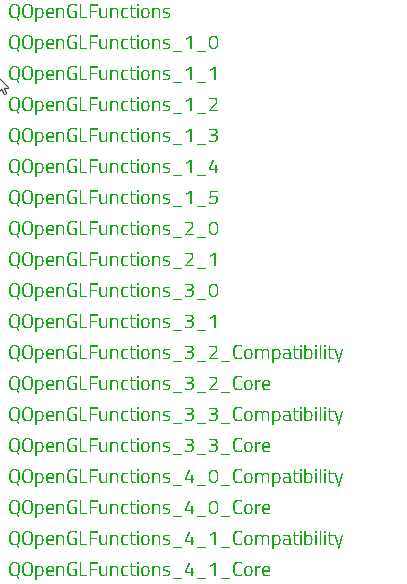 QOpenGLFunctions
QOpenGLFunctions_1_0
QOpenGLFunctions_1_1
QOpenGLFunctions_1_2
QOpenGLFunctions_1_3
QOpenGLFunctions_1_4
QOpenGLFunctions_1_5
QOpenGLFunctions_2_0
QOpenGLFunctions_2_1
QOpenGLFunctions_3_0
QOpenGLFunctions_3_1
QOpenGLFunctions_3_2_Compatibility
QOpenGLFunctions_3_2_Core
QOpenGLFunctions_3_3_Compatibility
QOpenGLFunctions_3_3_Core
QOpenGLFunctions_4_0_Compatibility
QOpenGLFunctions_4_0_Core
QOpenGLFunctions_4_1_Compatibility
QOpenGLFunctions_4_1_Core